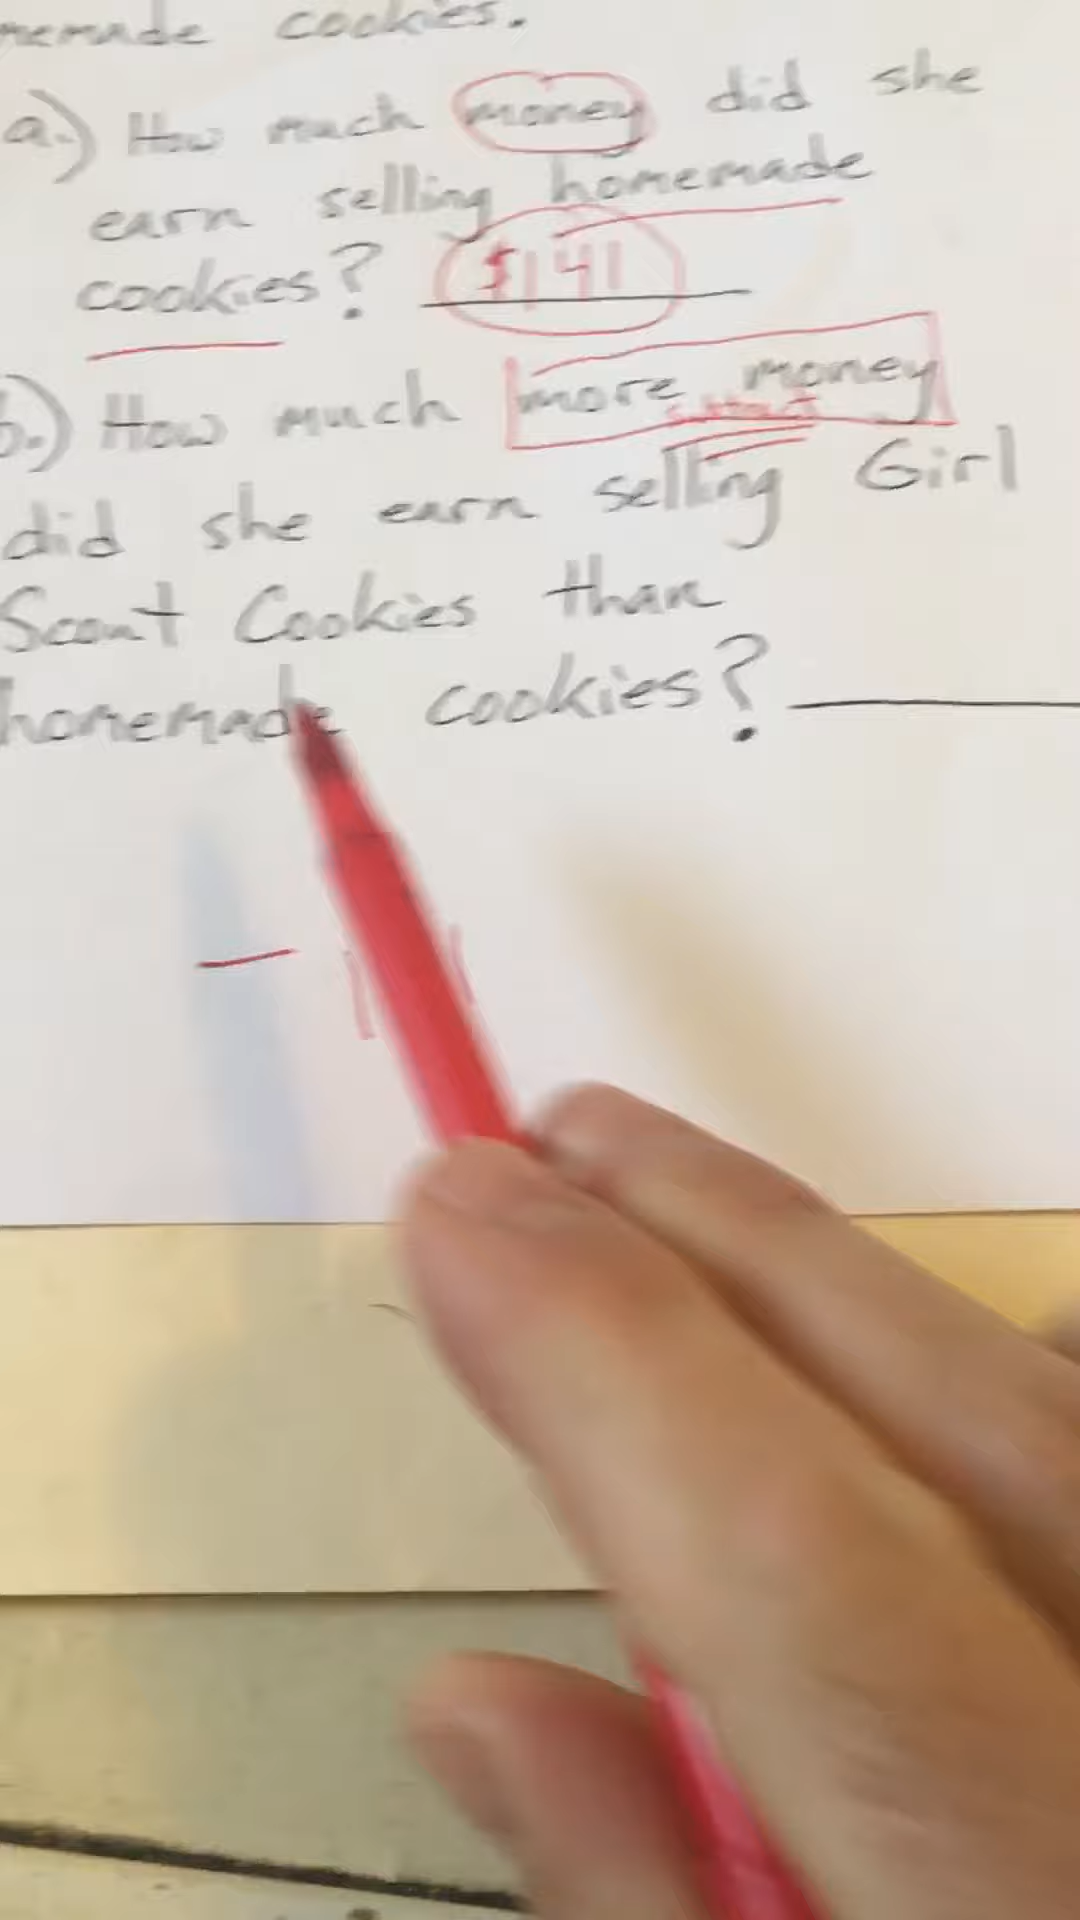 cookies.
a.) How much money did she
earn selling homemade
cookies? $141
b.) How much more money
subtract
did she earn selling Girl
Scout Cookies than
homemade cookies?